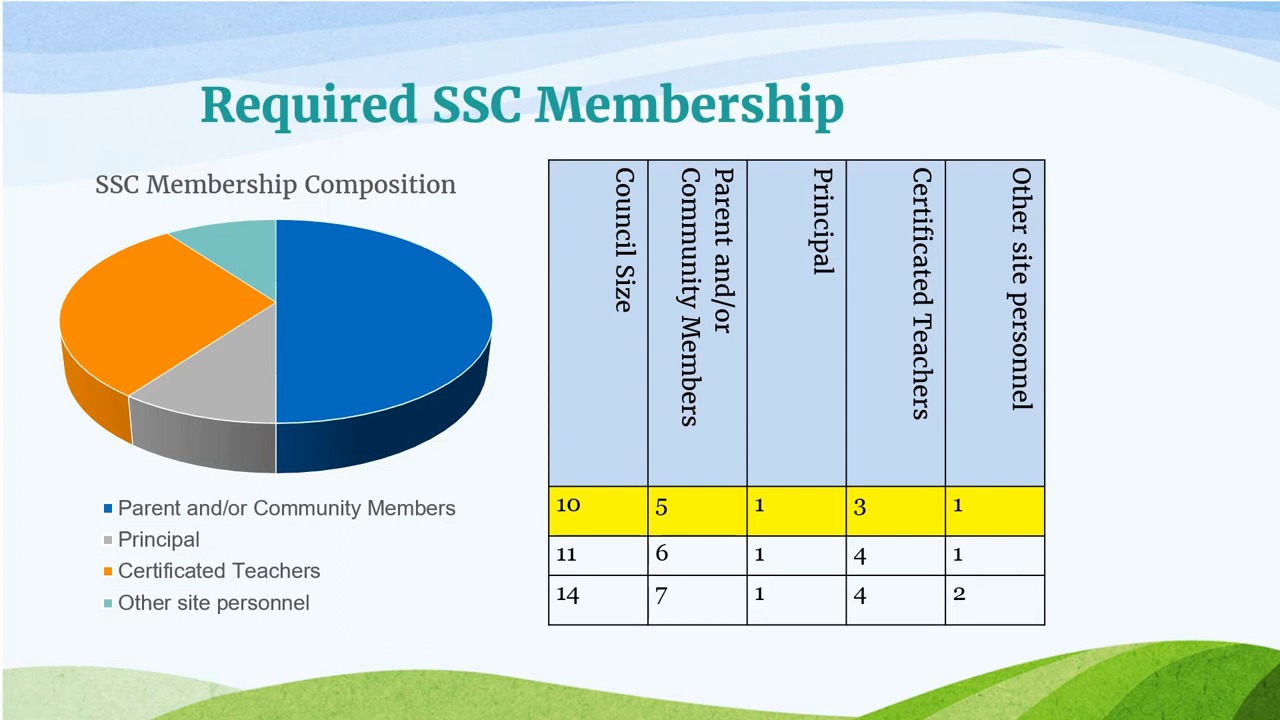 Required SSC Membership
SSC Membership Composition
Parent and/or Community Members
Principal
Certificated Teachers
Other site personnel
Council Size
Parent and/or
Community Members
Principal
Certificated Teachers
Other site personnel
10 5 1 3 1
11 6 1 4 1
14 7 1 4 2